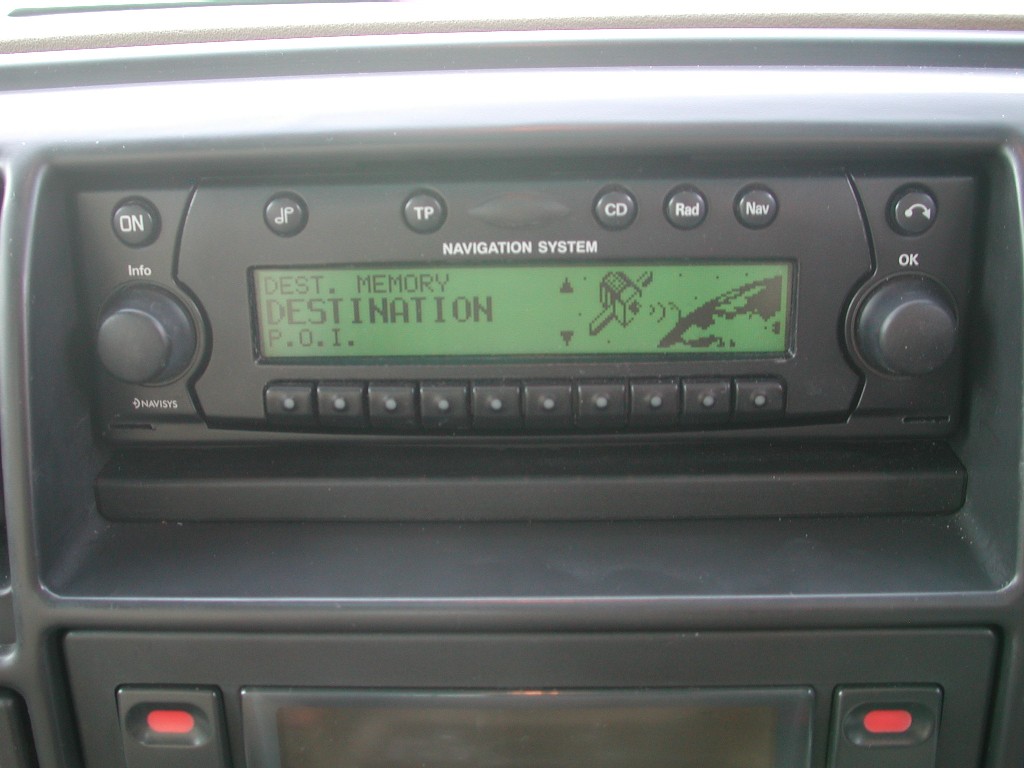 ON
TP
CD
Rad
Nav
NAVIGATION SYSTEM
Info
OK
DEST. MEMORY
DESTINATION
P.O.I.
NAVISYS